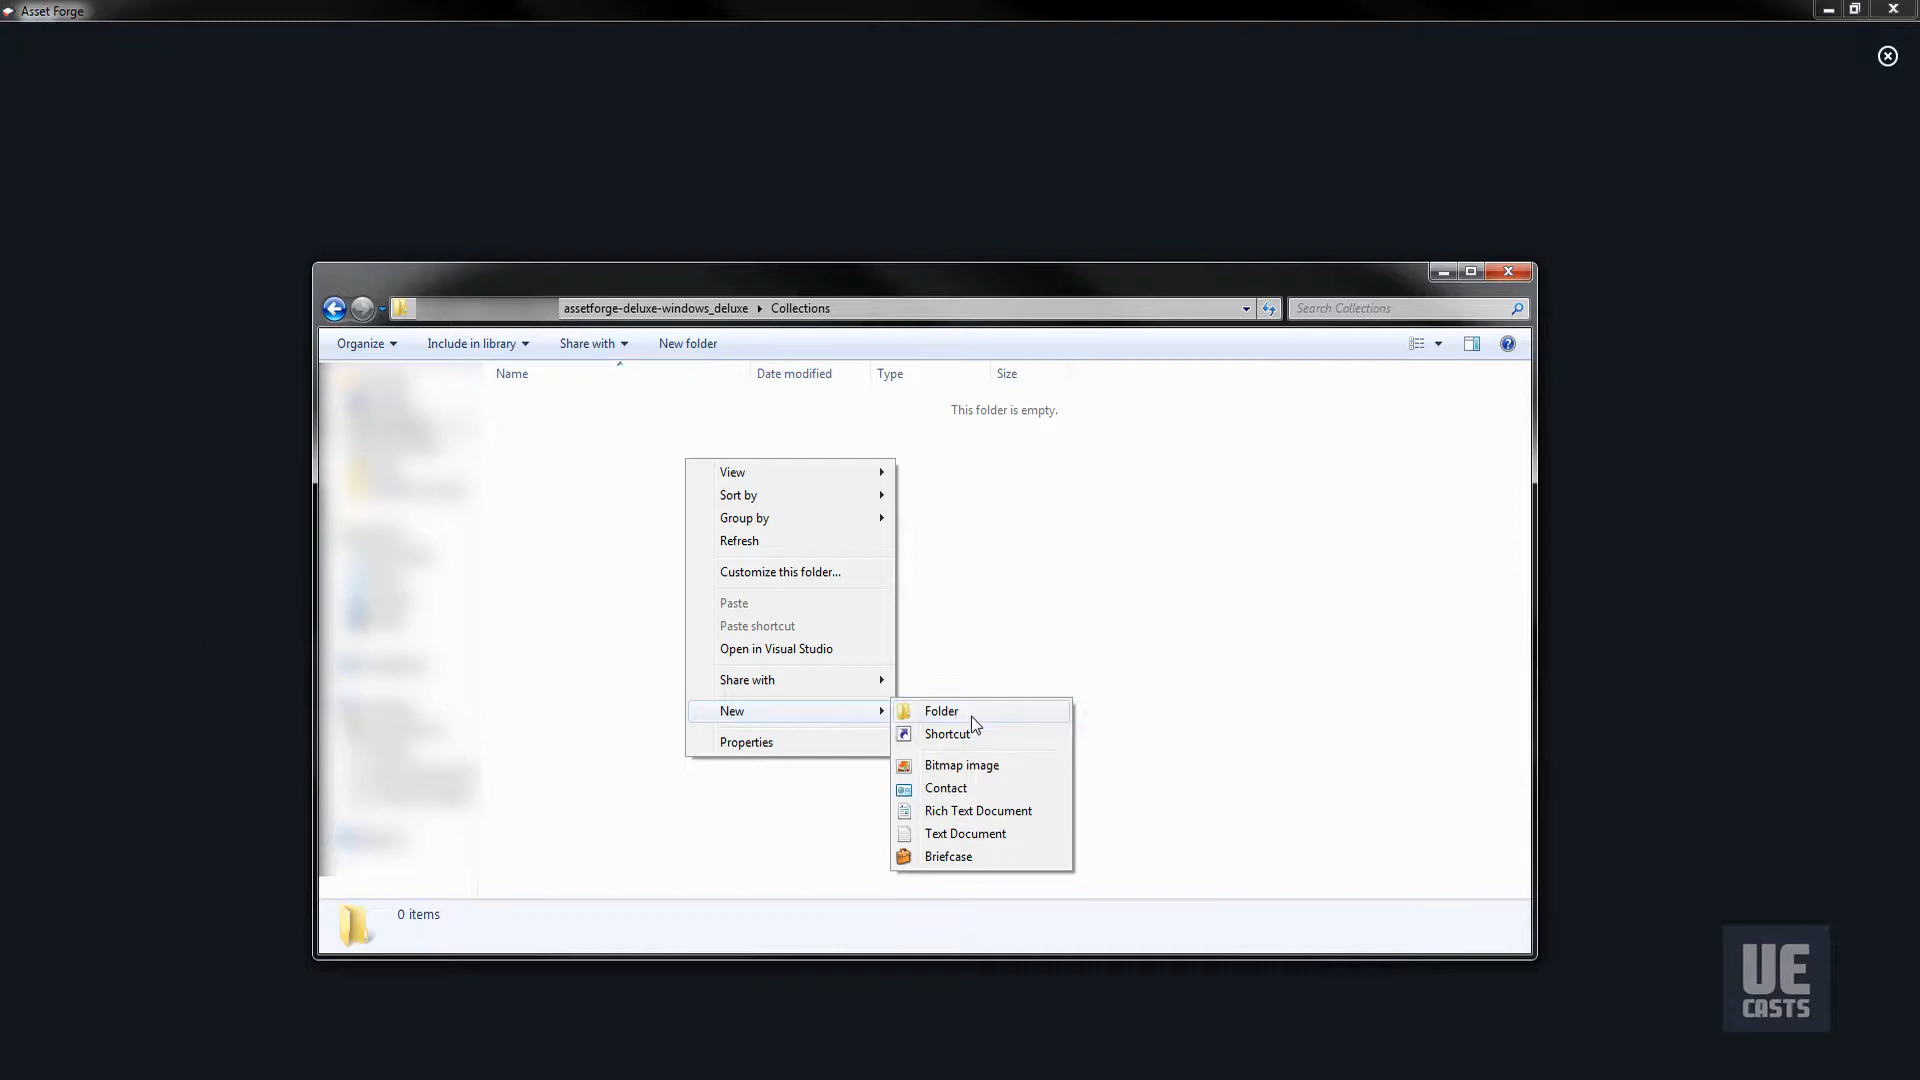 Asset Forge
assetforge-deluxe-windows_deluxe Collections
Search Collections
Organize Include in library Share with New folder
Name Date modified Type Size
This folder is empty.
View
Sort by
Group by
Refresh
Customize this folder...
Paste
Paste shortcut
Open in Visual Studio
Share with
New
Properties
Folder
Shortcut
Bitmap image
Contact
Rich Text Document
Text Document
Briefcase
0 items
UE
CASTS